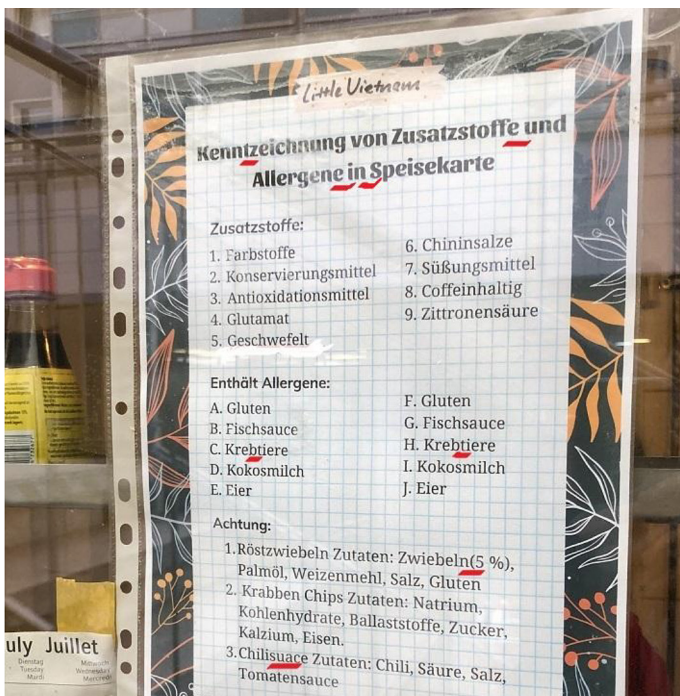 Little Vietnam
Kenntzeichnung von Zusatzstoffe und
Allergene in Speisekarte
Zusatzstoffe:
1. Farbstoffe
2. Konservierungsmittel
3. Antioxidationsmittel
4. Glutamat
5. Geschwefelt
6. Chininsalze
7. Süßungsmittel
8. Coffeinhaltig
9. Zittronensäure
Enthält Allergene:
A. Gluten
B. Fischsauce
C. Krebtiere
D. Kokosmilch
E. Eier
F. Gluten
G. Fischsauce
H. Krebtiere
I. Kokosmilch
J. Eier
Achtung:
1.Röstzwiebeln Zutaten: Zwiebeln(5 %),
Palmöl, Weizenmehl, Salz, Gluten
2. Krabben Chips Zutaten: Natrium,
Kohlenhydrate, Ballaststoffe, Zucker,
Kalzium, Eisen.
3.Chilisuace Zutaten: Chili, Säure, Salz,
Tomatensauce
uly Juillet
Dienstag Mittwoch
Tuesday Wednesday
Mardi Mercredi